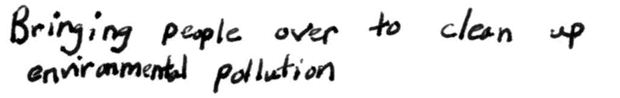 Bringing people over to clean up
environmental pollution